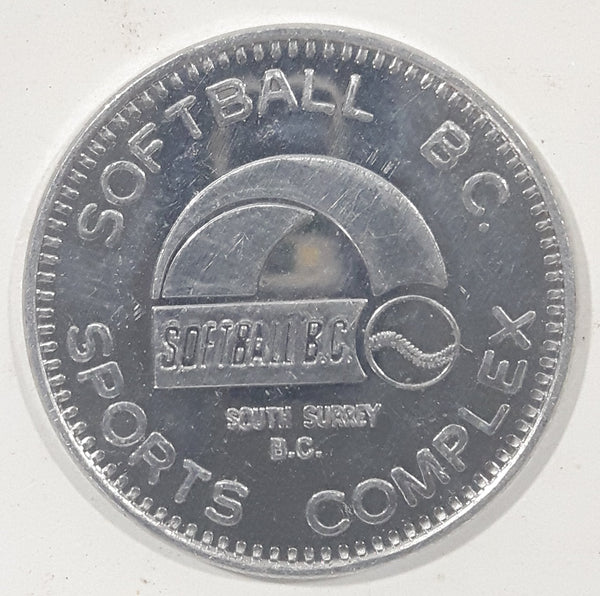 SOFTBALL B.C.
SOFTBALL B.C.
SOUTH SURREY
B.C.
SPORTS COMPLEX